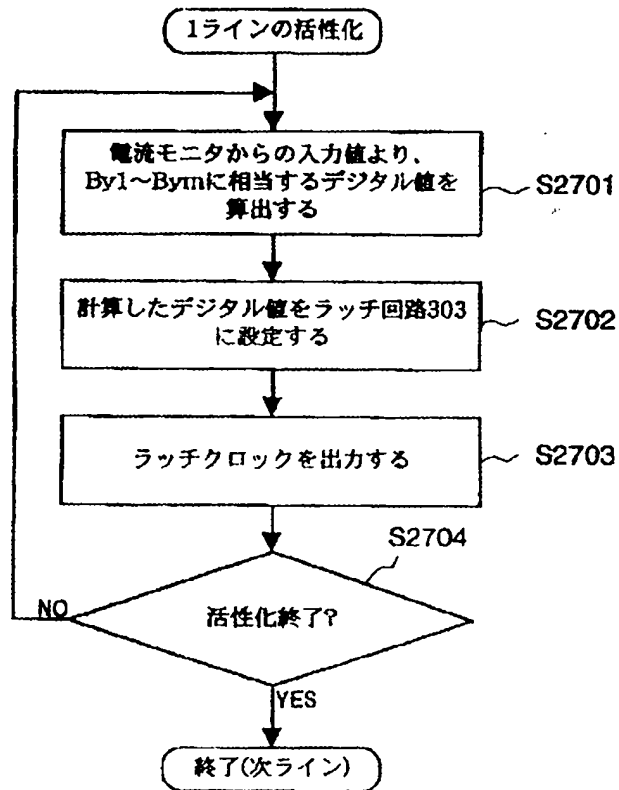 1ラインの活性化
電流モニタからの入力値より、
By1～Bymに相当するデジタル値を
算出する
S2701
計算したデジタル値をラッチ回路303
に設定する
S2702
ラッチクロックを出力する
S2703
S2704
活性化終了?
NO
YES
終了(次ライン)